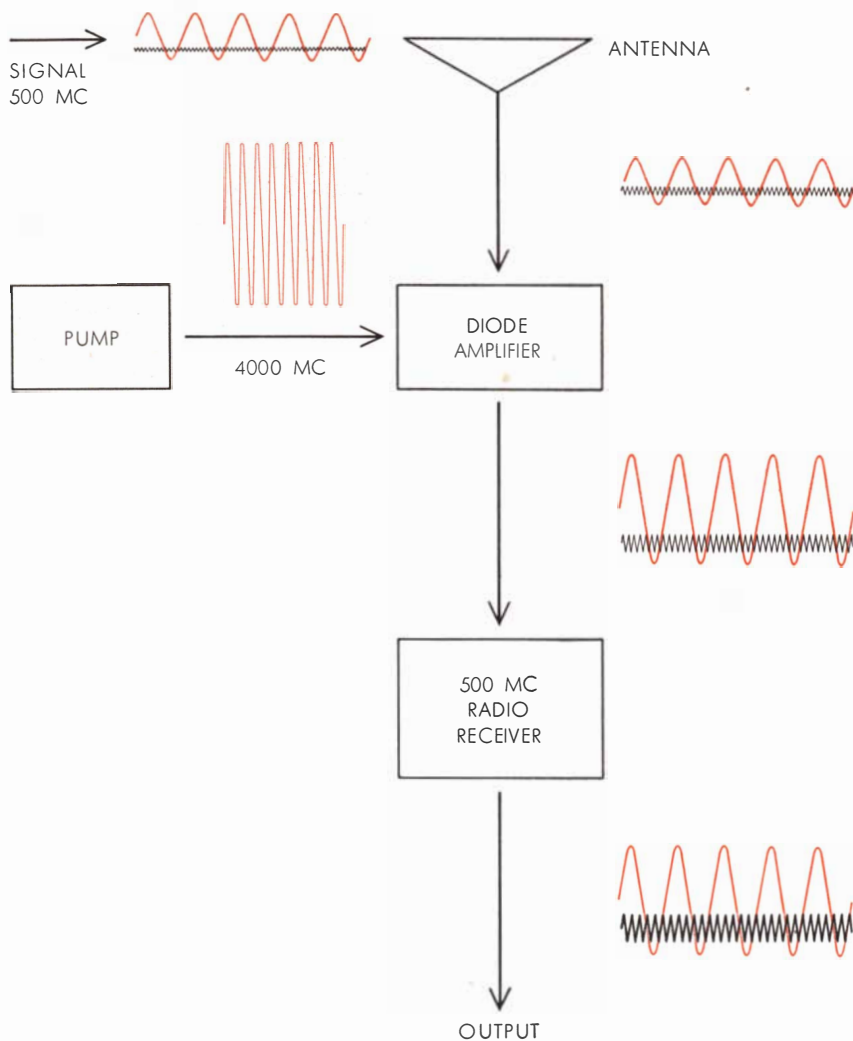 SIGNAL
500 MC
ANTENNA
PUMP
4000 MC
DIODE
AMPLIFIER
500 MC
RADIO
RECEIVER
OUTPUT